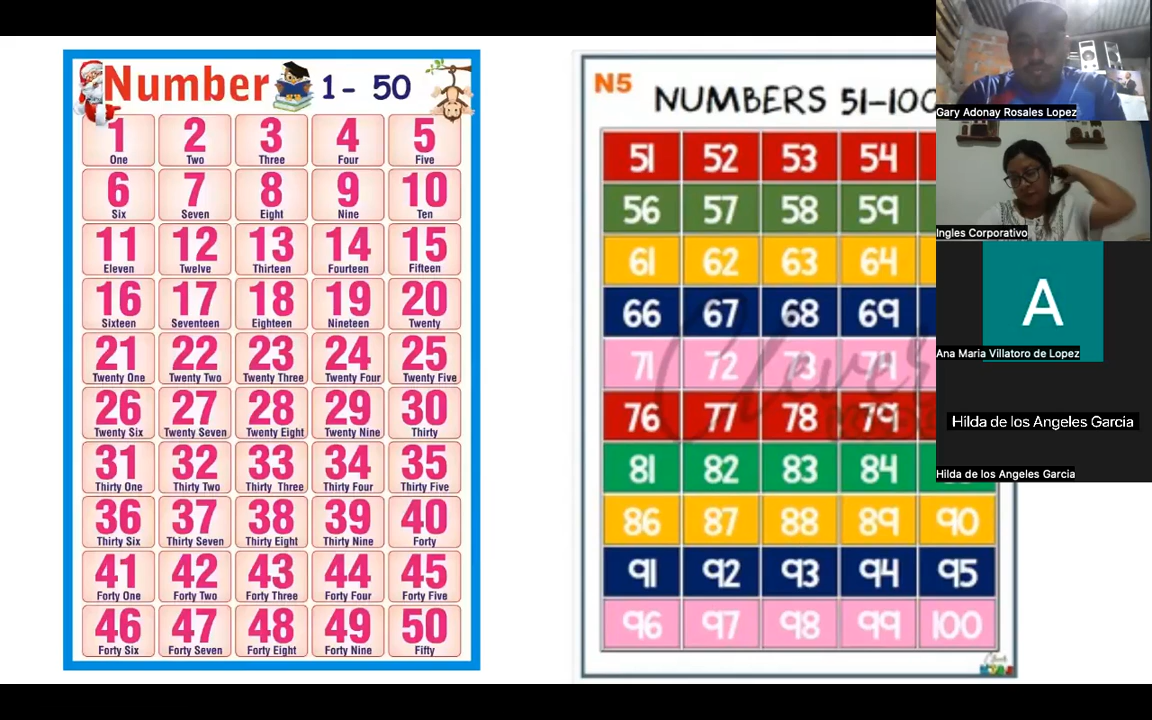 Number 1 - 50
1 2 3 4 5
One Two Three Four Five
6 7 8 9 10
Six Seven Eight Nine Ten
11 12 13 14 15
Eleven Twelve Thirteen Fourteen Fifteen
16 17 18 19 20
Sixteen Seventeen Eighteen Nineteen Twenty
21 22 23 24 25
Twenty One Twenty Two Twenty Three Twenty Four Twenty Five
26 27 28 29 30
Twenty Six Twenty Seven Twenty Eight Twenty Nine Thirty
31 32 33 34 35
Thirty One Thirty Two Thirty Three Thirty Four Thirty Five
36 37 38 39 40
Thirty Six Thirty Seven Thirty Eight Thirty Nine Forty
41 42 43 44 45
Forty One Forty Two Forty Three Forty Four Forty Five
46 47 48 49 50
Forty Six Forty Seven Forty Eight Forty Nine Fifty
N5
NUMBERS 51-100
51 52 53 54
56 57 58 59
61 62 63 64
66 67 68 69
71 72 73 74
76 77 78 79
81 82 83 84
86 87 88 89 90
91 92 93 94 95
96 97 98 99 100
Clever
Gary Adonay Rosales Lopez
Ingles Corporativo
A
Ana Maria Villatoro de Lopez
Hilda de los Angeles Garcia
Hilda de los Angeles Garcia